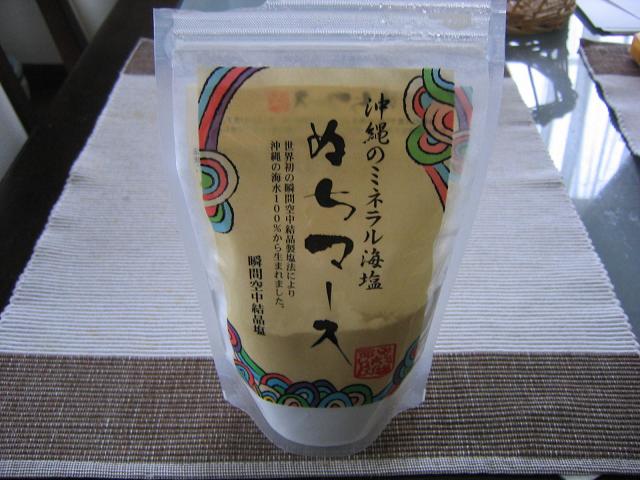 沖縄のミネラル海塩
ぬちマース
世界初の瞬間空中結晶製塩法により
沖縄の海水100%から生まれました。
瞬間空中結晶塩